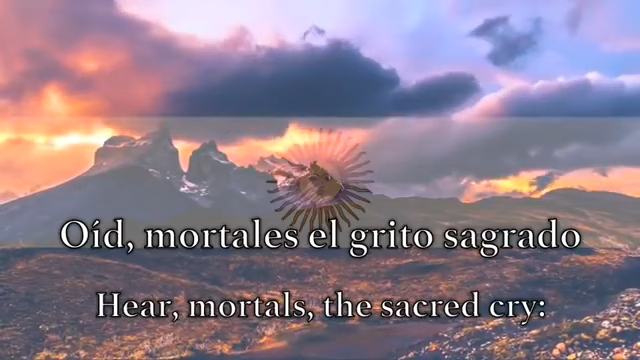 Oíd, mortales el grito sagrado
Hear, mortals, the sacred cry: